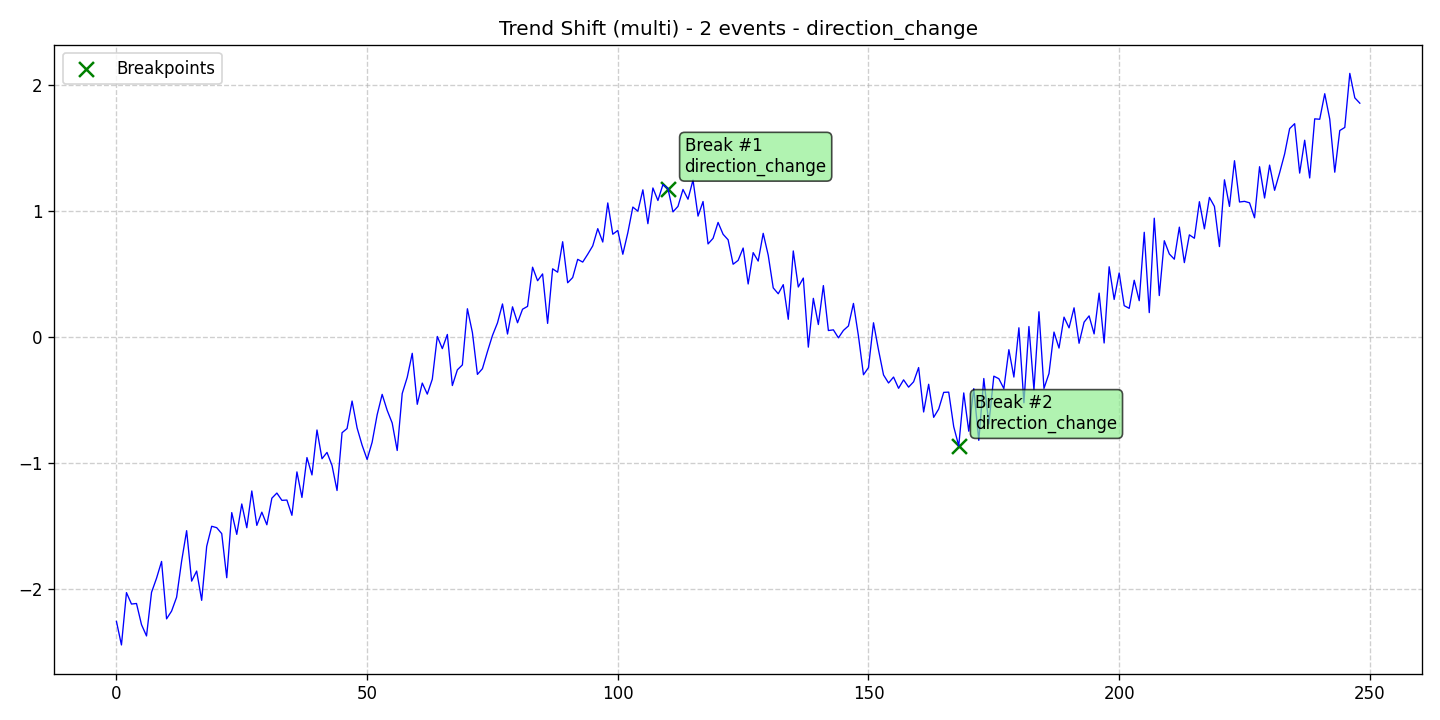 Trend Shift (multi) - 2 events - direction_change
Breakpoints
Break #1
direction_change
Break #2
direction_change
2
1
0
−1
−2
0
50
100
150
200
250